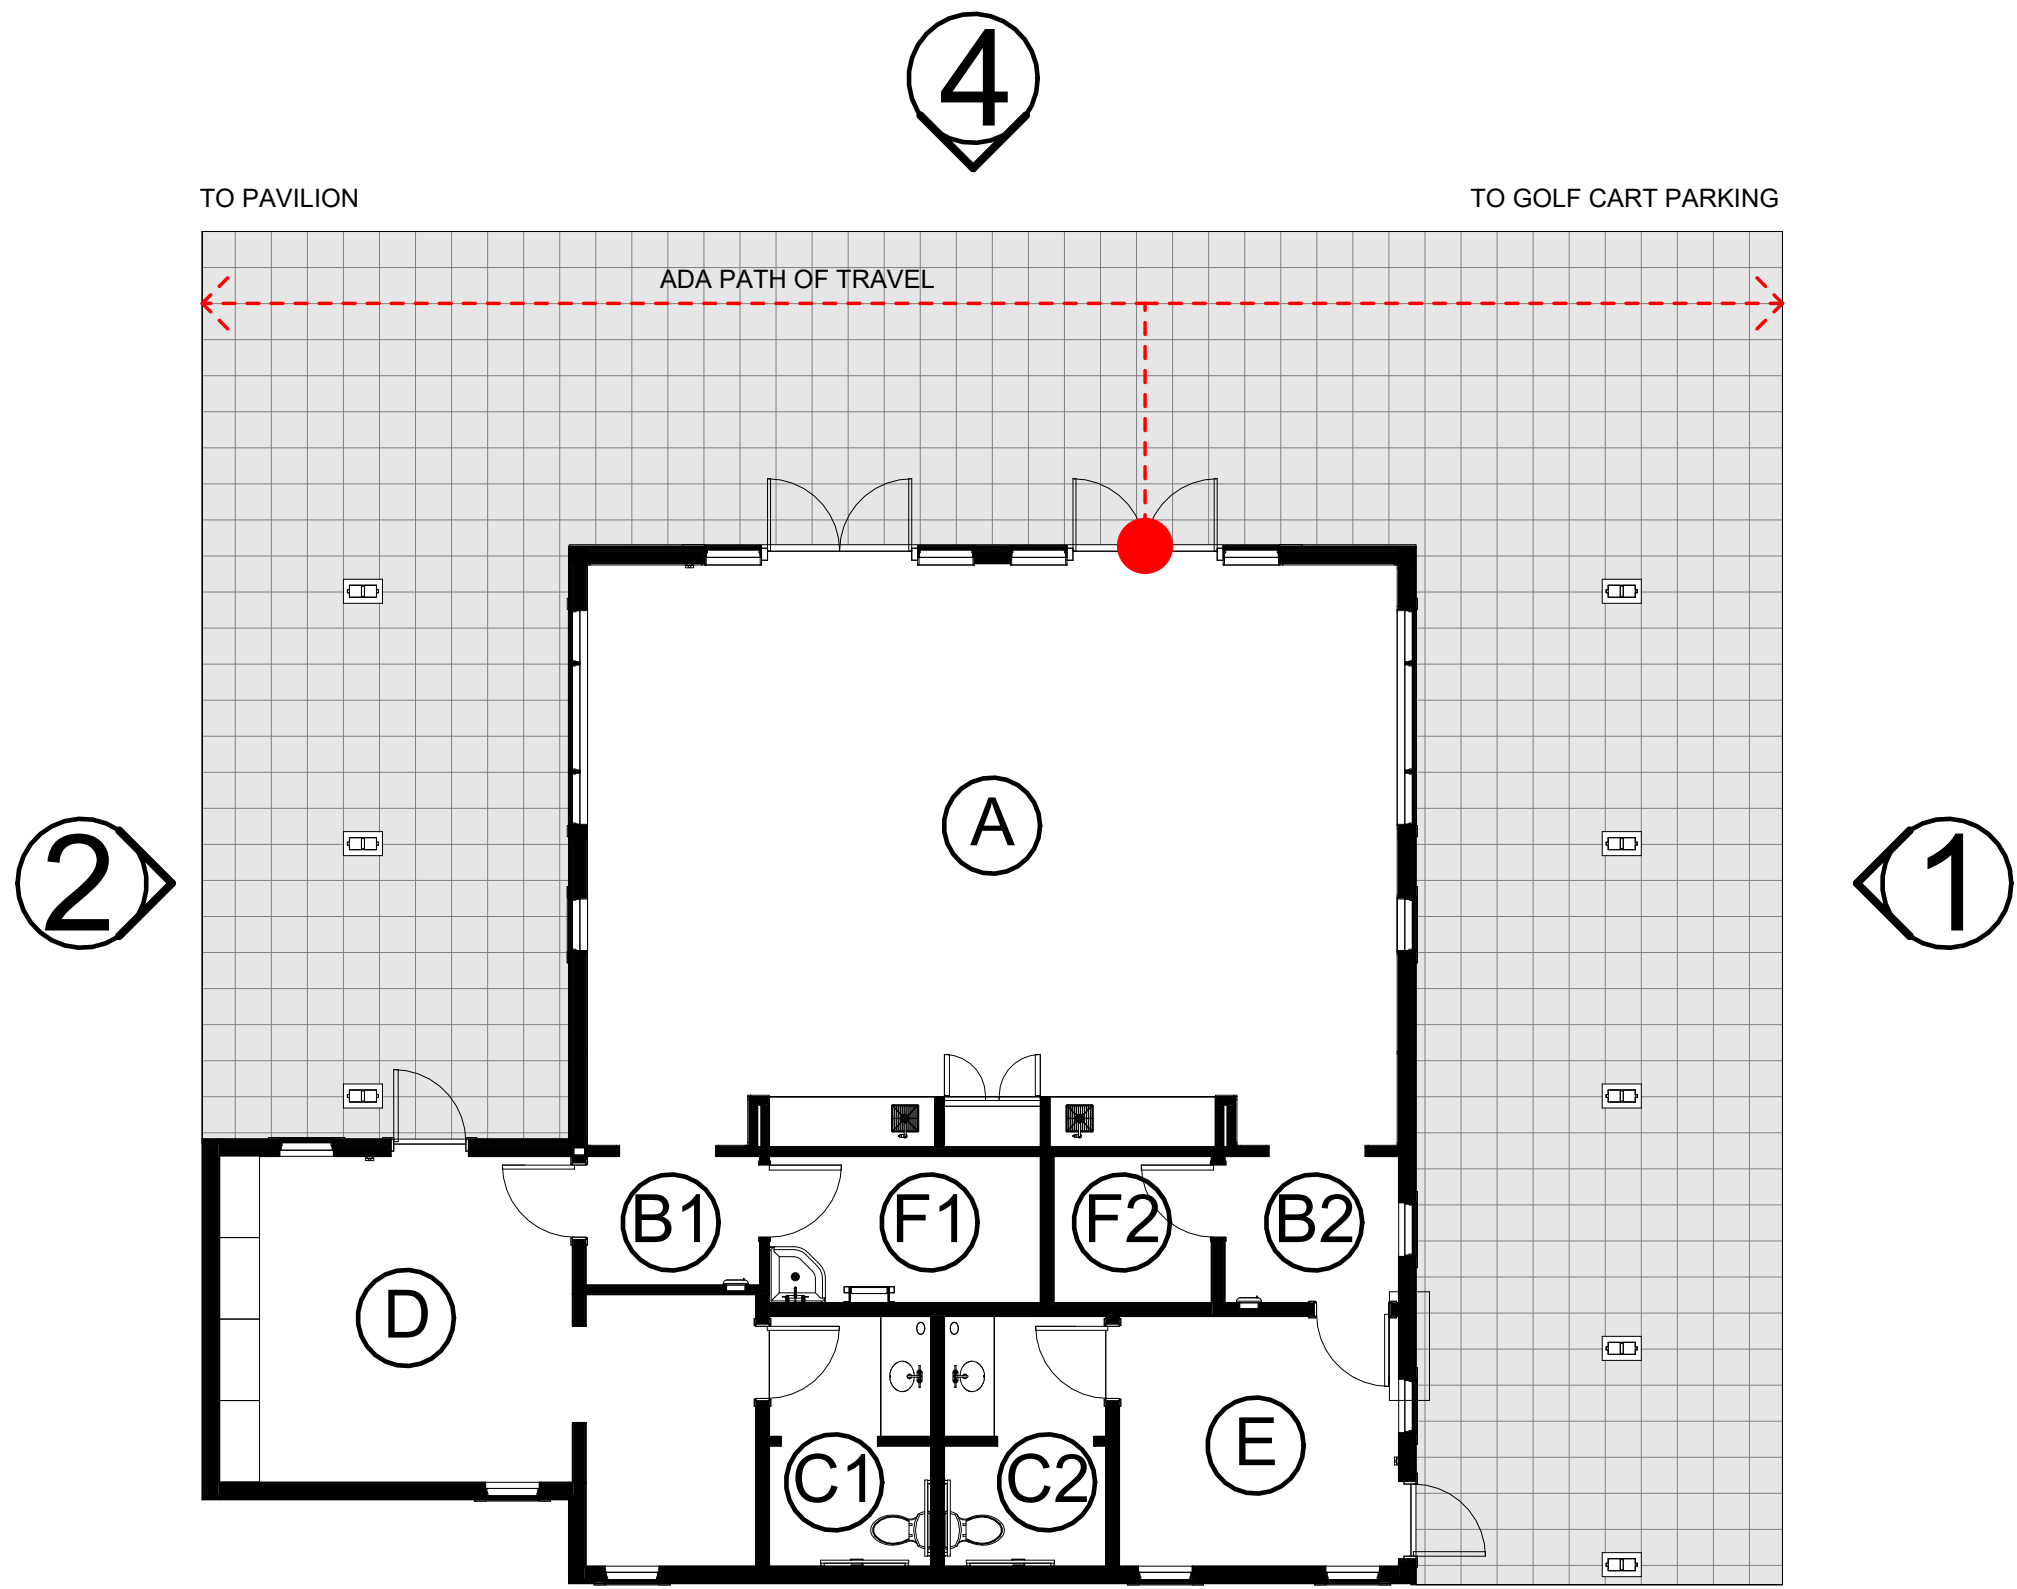 4
TO PAVILION
TO GOLF CART PARKING
ADA PATH OF TRAVEL
A
2
1
B1
F1
F2
B2
D
E
C1
C2